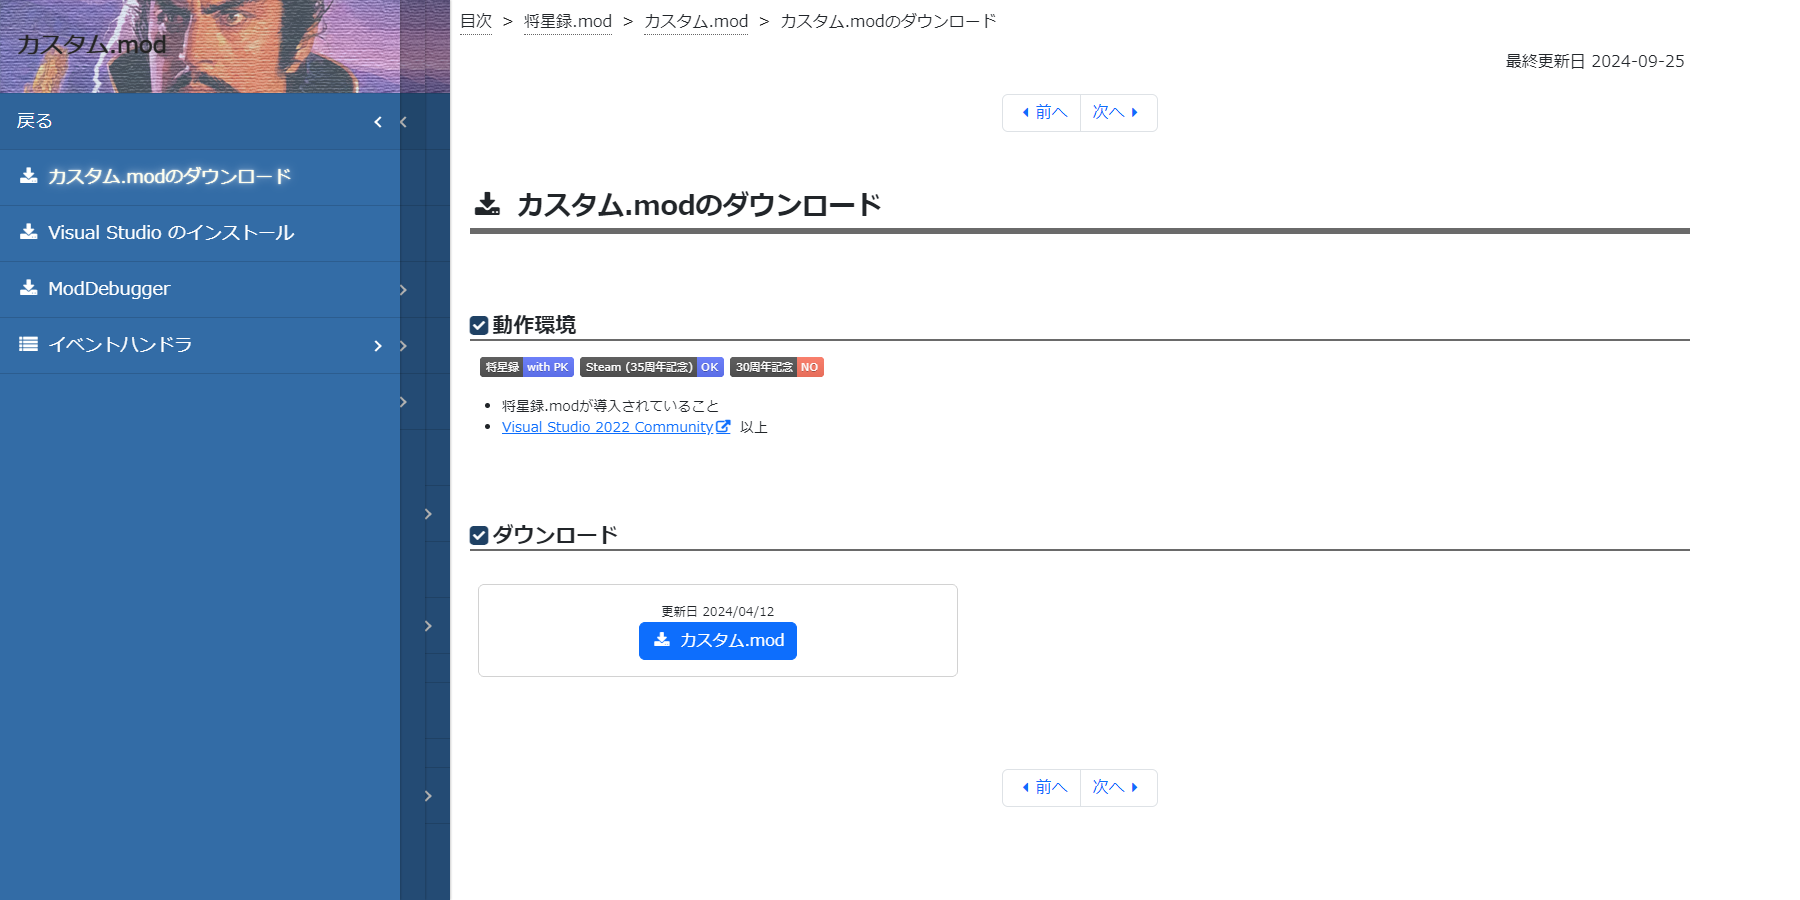 カスタム.mod
戻る
カスタム.modのダウンロード
Visual Studio のインストール
ModDebugger
イベントハンドラ
目次 > 将星録.mod > カスタム.mod > カスタム.modのダウンロード
最終更新日 2024-09-25
前へ 次へ
カスタム.modのダウンロード
動作環境
将星録 with PK Steam (35周年記念) OK 30周年記念 NO
将星録.modが導入されていること
Visual Studio 2022 Community 以上
ダウンロード
更新日 2024/04/12
カスタム.mod
前へ 次へ